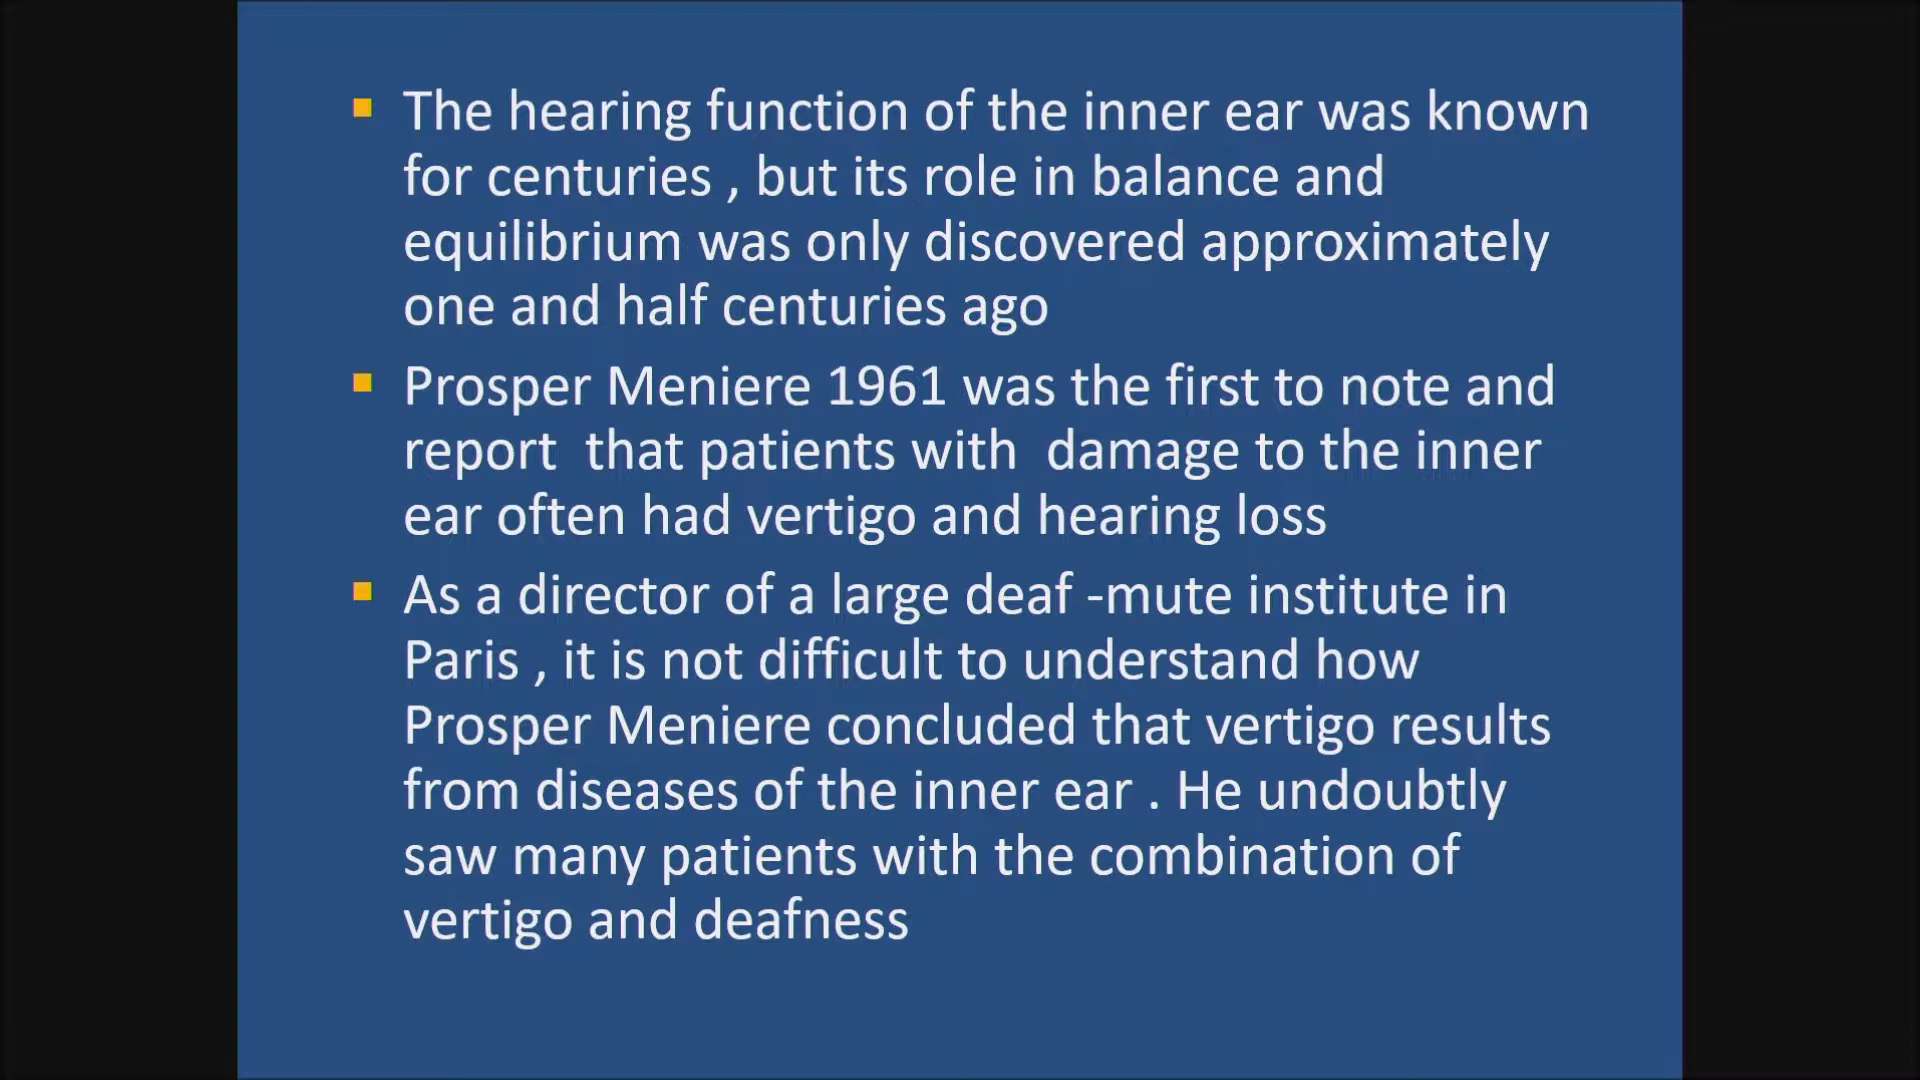 The hearing function of the inner ear was known
for centuries , but its role in balance and
equilibrium was only discovered approximately
one and half centuries ago
Prosper Meniere 1961 was the first to note and
report  that patients with  damage to the inner
ear often had vertigo and hearing loss
As a director of a large deaf -mute institute in
Paris , it is not difficult to understand how
Prosper Meniere concluded that vertigo results
from diseases of the inner ear . He undoubtly
saw many patients with the combination of
vertigo and deafness